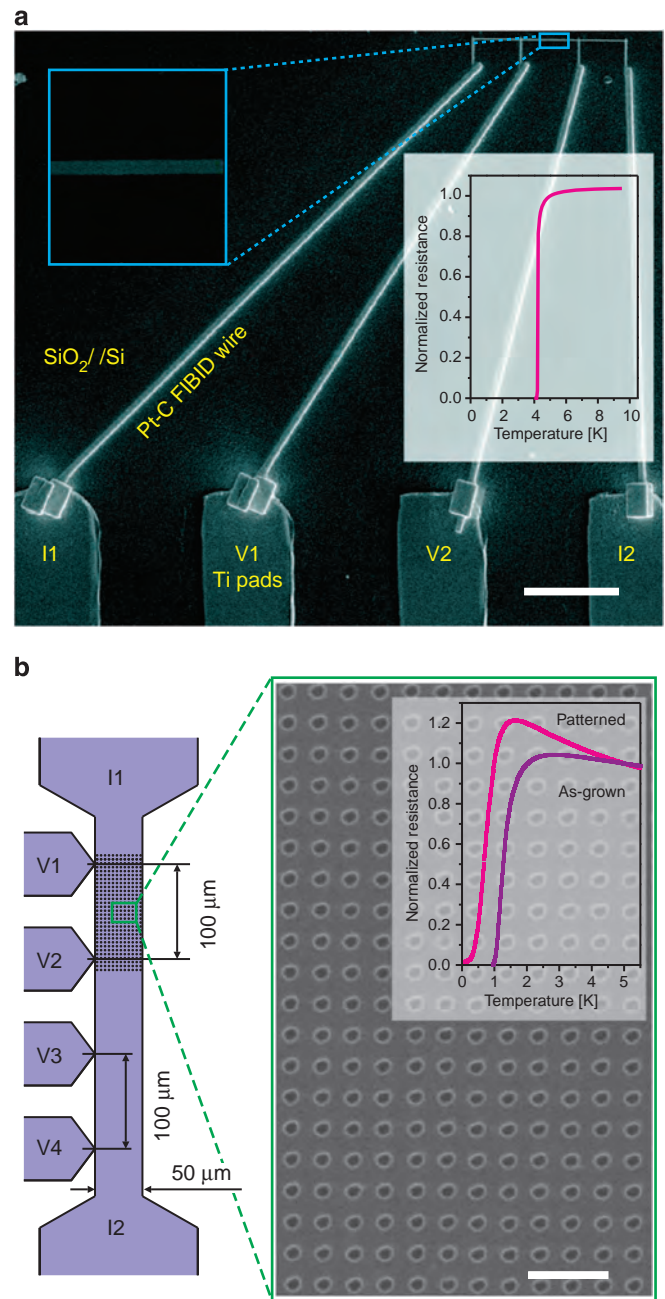 a
SiO2/ /Si
Pt-C FIBID wire
Normalized resistance
1.0
0.8
0.6
0.4
0.2
0.0
0 2 4 6 8 10
Temperature [K]
I1
V1
Ti pads
V2
I2
b
I1
V1
V2
V3
V4
I2
100 μm
100 μm
50 μm
Normalized resistance
1.2
1.0
0.8
0.6
0.4
0.2
0.0
0 1 2 3 4 5
Temperature [K]
Patterned
As-grown